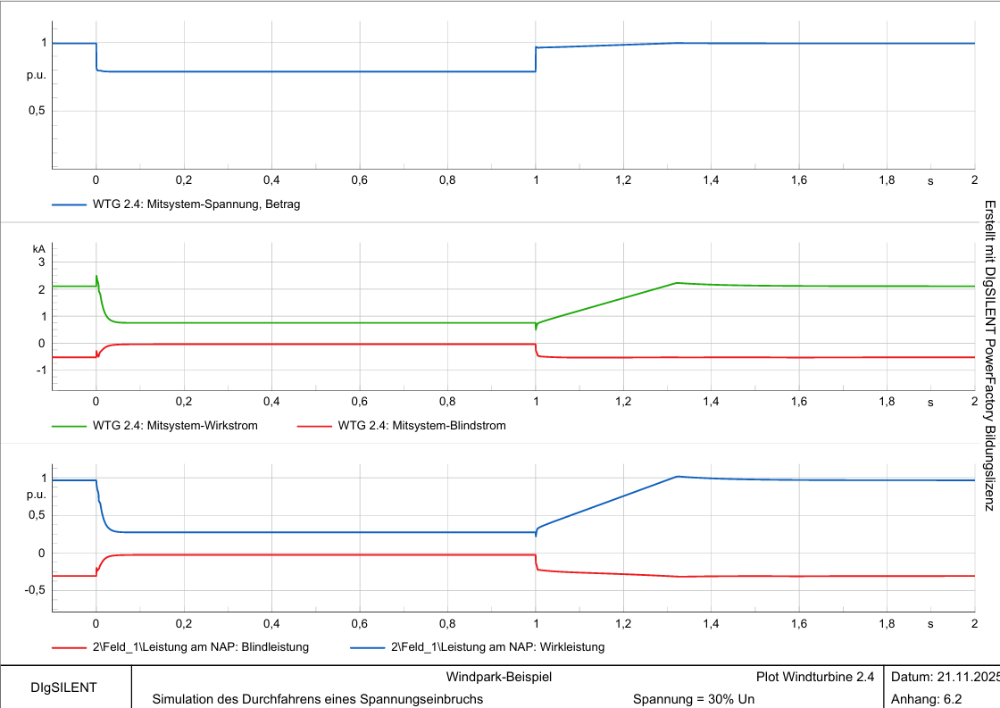 1
p.u.
0,5
0 0,2 0,4 0,6 0,8 1 1,2 1,4 1,6 1,8 s 2
WTG 2.4: Mitsystem-Spannung, Betrag
kA
3
2
1
0
-1
0 0,2 0,4 0,6 0,8 1 1,2 1,4 1,6 1,8 s 2
WTG 2.4: Mitsystem-Wirkstrom WTG 2.4: Mitsystem-Blindstrom
1
p.u.
0,5
0
-0,5
0 0,2 0,4 0,6 0,8 1 1,2 1,4 1,6 1,8 s 2
2\Feld_1\Leistung am NAP: Blindleistung 2\Feld_1\Leistung am NAP: Wirkleistung
Erstellt mit DIgSILENT PowerFactory Bildungslizenz
DIgSILENT
Windpark-Beispiel Plot Windturbine 2.4
Simulation des Durchfahrens eines Spannungseinbruchs Spannung = 30% Un
Datum: 21.11.2025
Anhang: 6.2